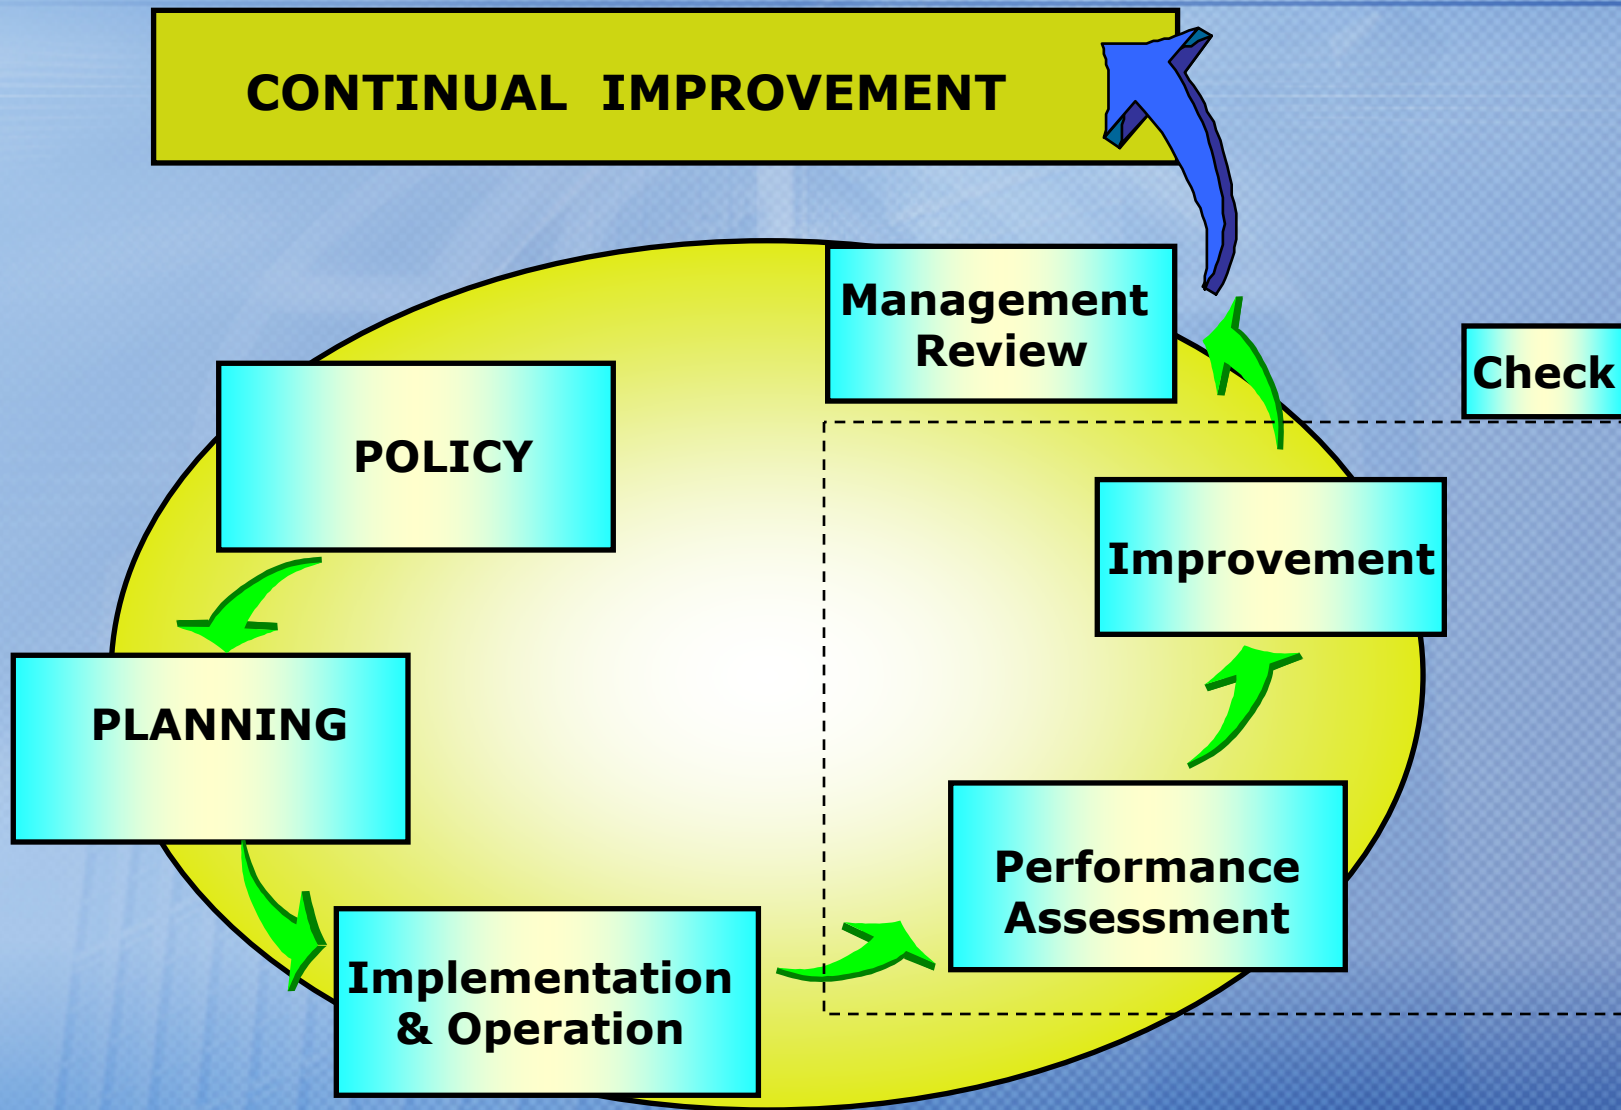 CONTINUAL IMPROVEMENT
Management
Review
Check
POLICY
Improvement
PLANNING
Performance
Assessment
Implementation
& Operation